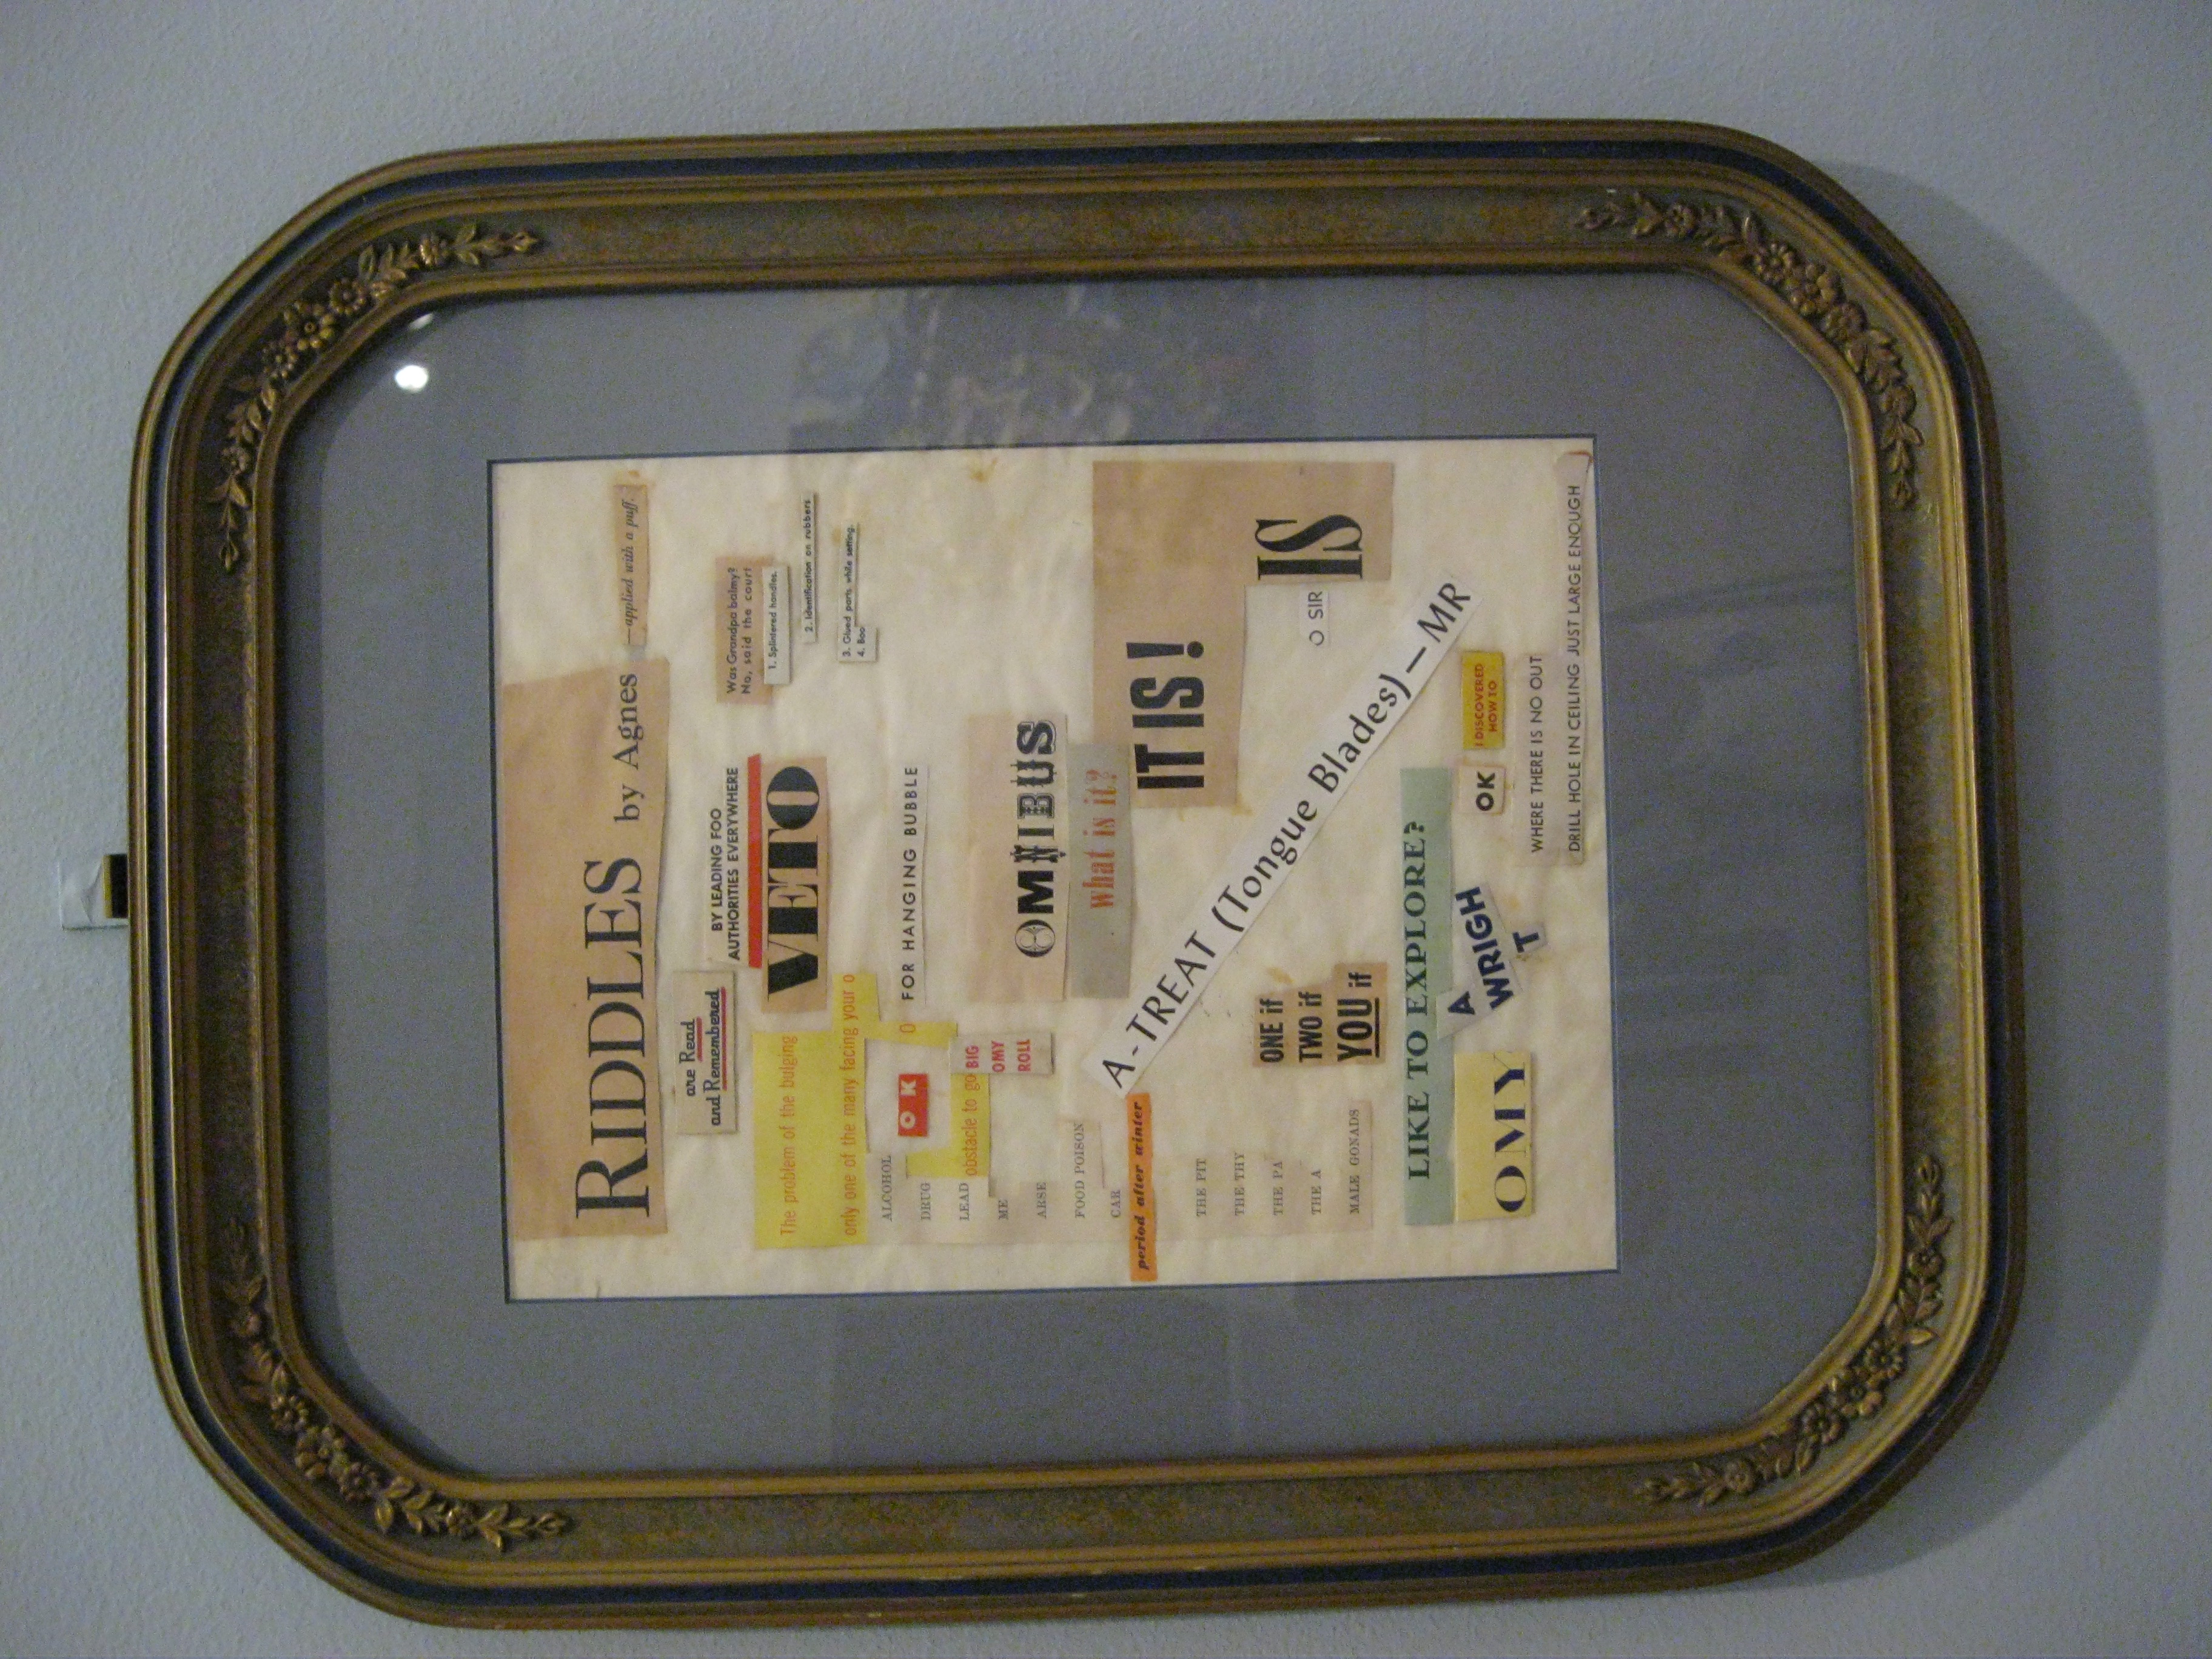 RIDDLES by Agnes —applied with a puff.
are Read
and Remembered
BY LEADING FOO
AUTHORITIES EVERYWHERE
Was Grandpa balmy?
No, said the court
VETO
1. Splintered handles.
2. Identification on rubbers
3. Glued parts, while setting.
4. Boo
The problem of the bulging
only one of the many facing your o
O K
O
FOR HANGING BUBBLE
obstacle to go
BIG
OMY
ROLL
ALCOHOL
DRUG
LEAD
ME
ARSE
FOOD POISON
CAR
OMNIBUS
What is it?
IT IS!
IS
O SIR
period after winter
A-TREAT (Tongue Blades)—MR
THE PIT
THE THY
THE PA
THE A
MALE GONADS
ONE if
TWO if
YOU if
LIKE TO EXPLORE?
OMY
A
WRIGH
T
OK
I DISCOVERED
HOW TO
WHERE THERE IS NO OUT
DRILL HOLE IN CEILING JUST LARGE ENOUGH